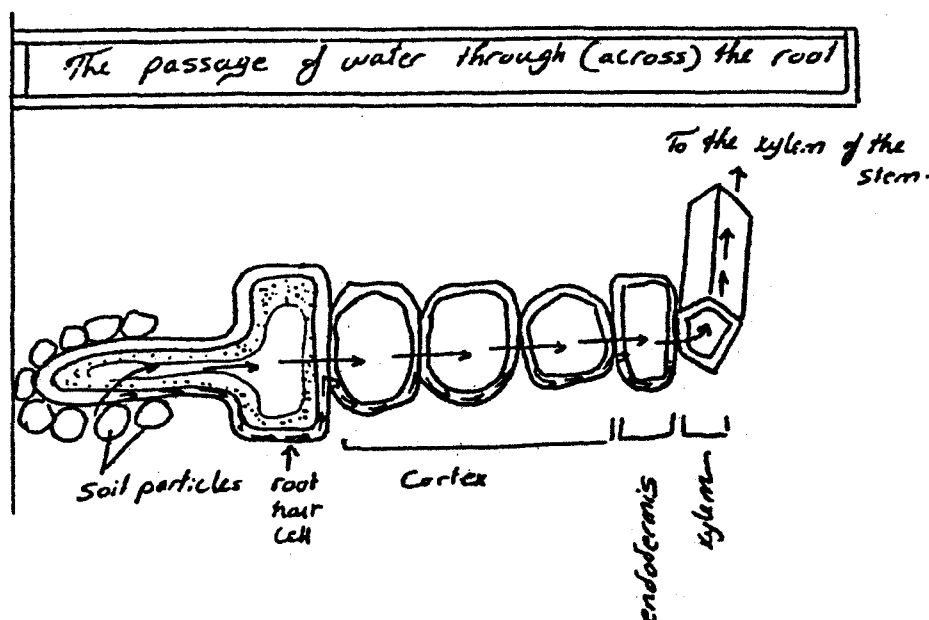 The passage of water through (across) the root
To the xylem of the
stem.
Soil particles
root
hair
cell
Cortex
endodermis
xylem